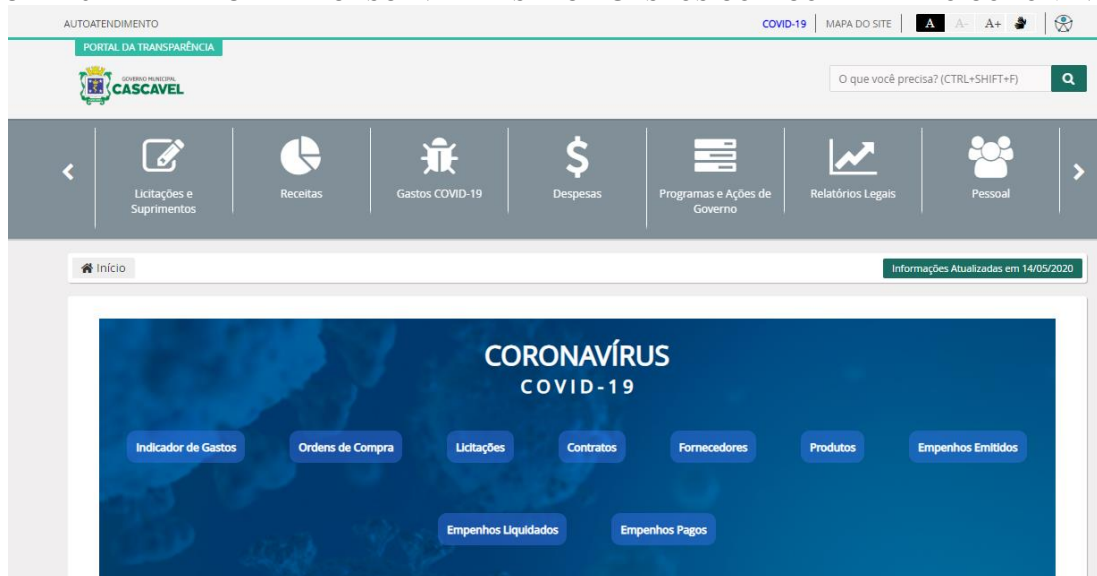 AUTOATENDIMENTO COVID-19 MAPA DO SITE A A- A+
PORTAL DA TRANSPARÊNCIA
GOVERNO MUNICIPAL
CASCAVEL
O que você precisa? (CTRL+SHIFT+F)
Licitações e Suprimentos
Receitas
Gastos COVID-19
Despesas
Programas e Ações de Governo
Relatórios Legais
Pessoal
Início
Informações Atualizadas em 14/05/2020
CORONAVÍRUS
COVID-19
Indicador de Gastos Ordens de Compra Licitações Contratos Fornecedores Produtos Empenhos Emitidos
Empenhos Liquidados Empenhos Pagos